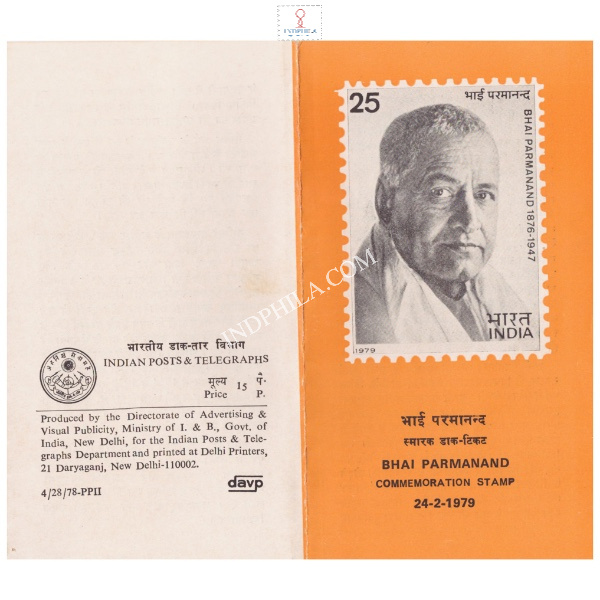 INDPHILA
25
भाई परमानन्द
BHAI PARMANAND 1876-1947
भारत
INDIA
1979
भाई परमानन्द
स्मारक डाक-टिकट
BHAI PARMANAND
COMMEMORATION STAMP
24-2-1979
भारतीय डाक-तार विभाग
INDIAN POSTS & TELEGRAPHS
मूल्य 15 पै.
Price P.
Produced by the Directorate of Advertising &
Visual Publicity, Ministry of I. & B., Govt. of
India, New Delhi, for the Indian Posts & Tele-
graphs Department and printed at Delhi Printers,
21 Daryaganj, New Delhi-110002.
4/28/78-PPII
davp
INDPHILA.COM